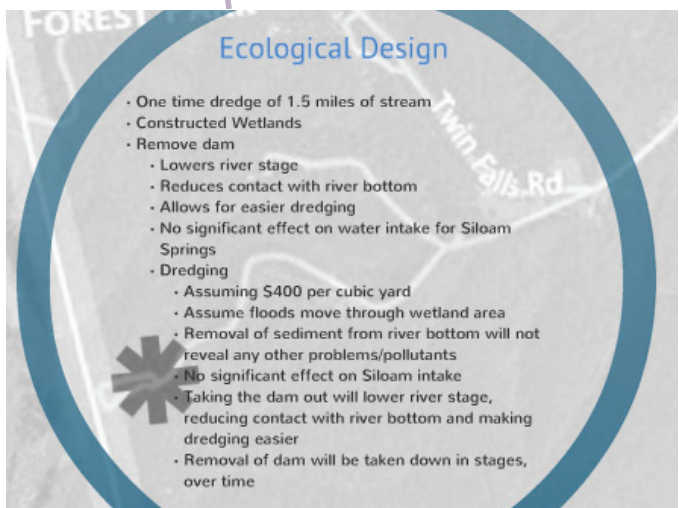 FOREST
Ecological Design
· One time dredge of 1.5 miles of stream
· Constructed Wetlands
· Remove dam
· Lowers river stage
· Reduces contact with river bottom
· Allows for easier dredging
· No significant effect on water intake for Siloam
Springs
· Dredging
· Assuming $400 per cubic yard
· Assume floods move through wetland area
· Removal of sediment from river bottom will not
reveal any other problems/pollutants
· No significant effect on Siloam intake
· Taking the dam out will lower river stage,
reducing contact with river bottom and making
dredging easier
· Removal of dam will be taken down in stages,
over time
Twin Falls Rd